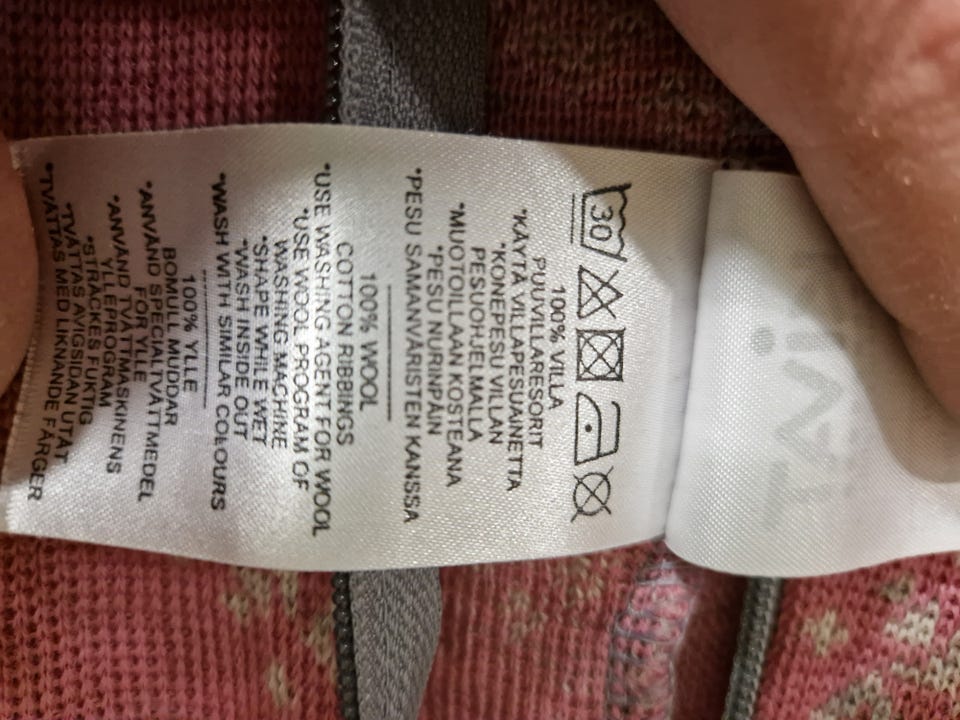 30
100% VILLA
PUUVILLARESORIT
*KÄYTÄ VILLAPESUAINETTA
*KONEPESU VILLAN
PESUOHJELMALLA
*MUOTOILLAAN KOSTEANA
*PESU NURINPÄIN
*PESU SAMANVÄRISTEN KANSSA
100% WOOL
COTTON RIBBINGS
*USE WASHING AGENT FOR WOOL
*USE WOOL PROGRAM OF
WASHING MACHINE
*SHAPE WHILE WET
*WASH INSIDE OUT
*WASH WITH SIMILAR COLOURS
100% YLLE
BOMULL MUDDAR
*ANVÄND SPECIALTVÄTTMEDEL
FÖR YLLE
*ANVÄND TVÄTTMASKINENS
YLLEPROGRAM
*STRÄCKES FUKTIG
*TVÄTTAS AVIGSIDAN UTÅT
*TVÄTTAS MED LIKNANDE FÄRGER